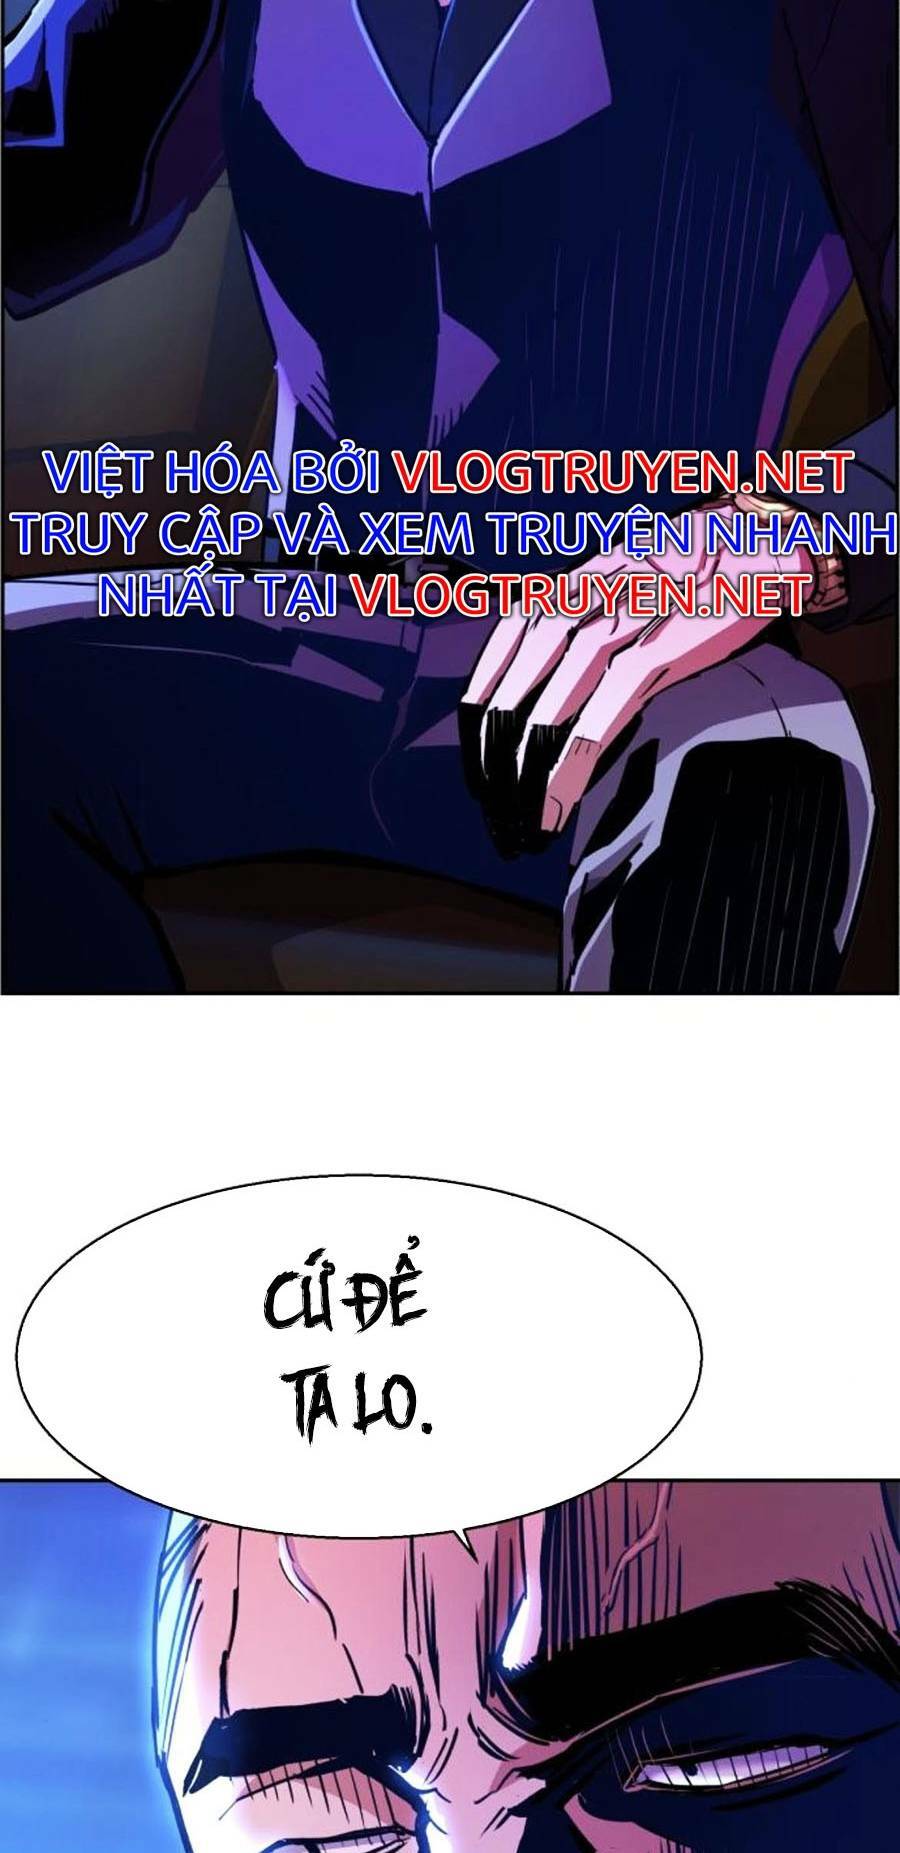 VIỆT HÓA BỞI VLOGTRUYEN.NET
TRUY CẬP VÀ XEM TRUYỆN NHANH
NHẤT TẠI VLOGTRUYEN.NET
CỨ ĐỂ
TA LO.